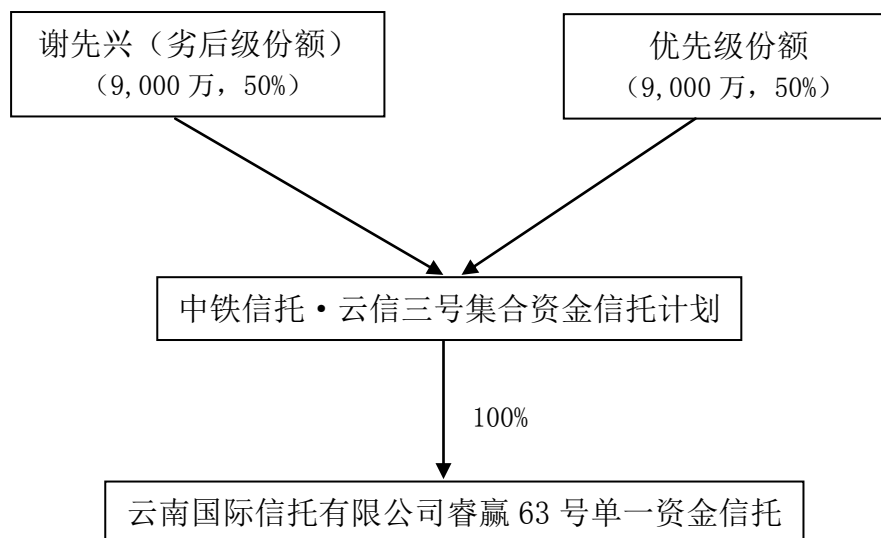 谢先兴（劣后级份额）
（9,000 万，50%）
优先级份额
（9,000 万，50%）
中铁信托·云信三号集合资金信托计划
100%
云南国际信托有限公司睿赢 63 号单一资金信托